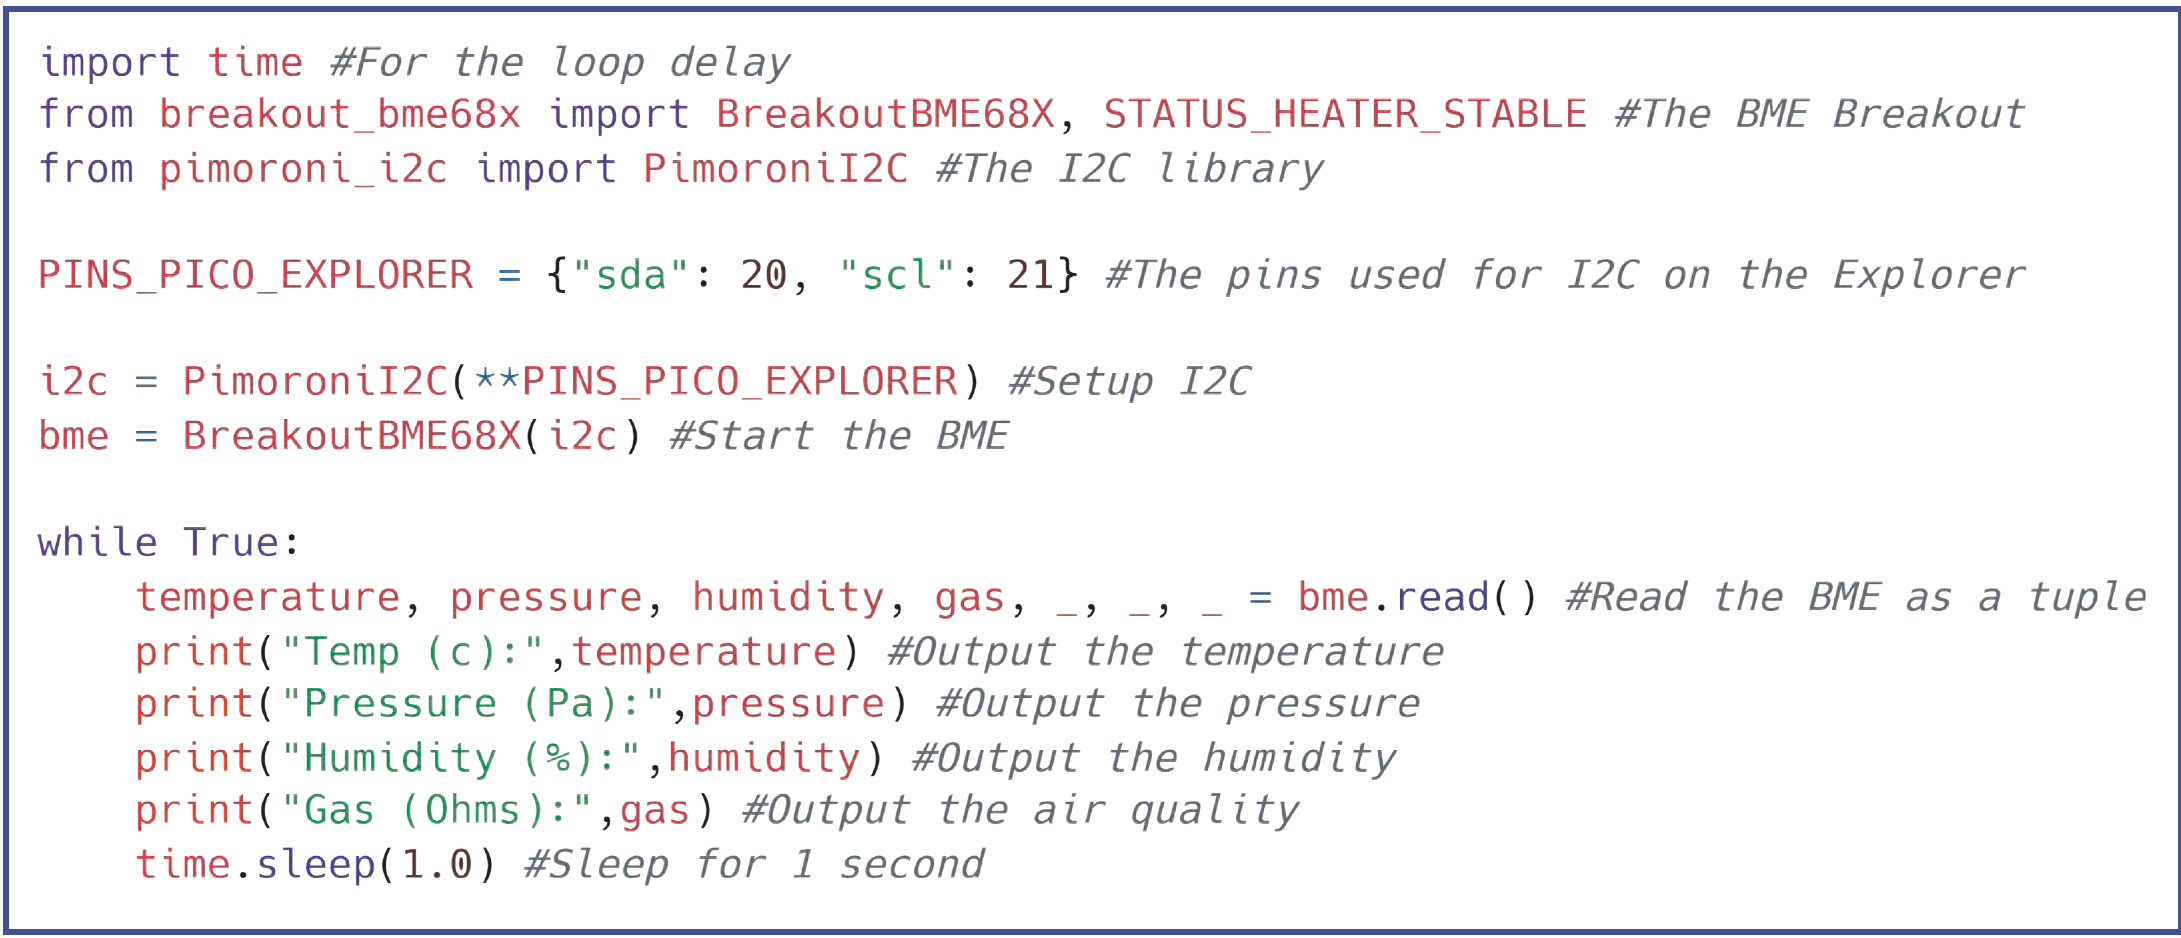 import time #For the loop delay
from breakout_bme68x import BreakoutBME68X, STATUS_HEATER_STABLE #The BME Breakout
from pimoroni_i2c import PimoroniI2C #The I2C library

PINS_PICO_EXPLORER = {"sda": 20, "scl": 21} #The pins used for I2C on the Explorer

i2c = PimoroniI2C(**PINS_PICO_EXPLORER) #Setup I2C
bme = BreakoutBME68X(i2c) #Start the BME

while True:
    temperature, pressure, humidity, gas, _, _, _ = bme.read() #Read the BME as a tuple
    print("Temp (c):",temperature) #Output the temperature
    print("Pressure (Pa):",pressure) #Output the pressure
    print("Humidity (%):",humidity) #Output the humidity
    print("Gas (Ohms):",gas) #Output the air quality
    time.sleep(1.0) #Sleep for 1 second